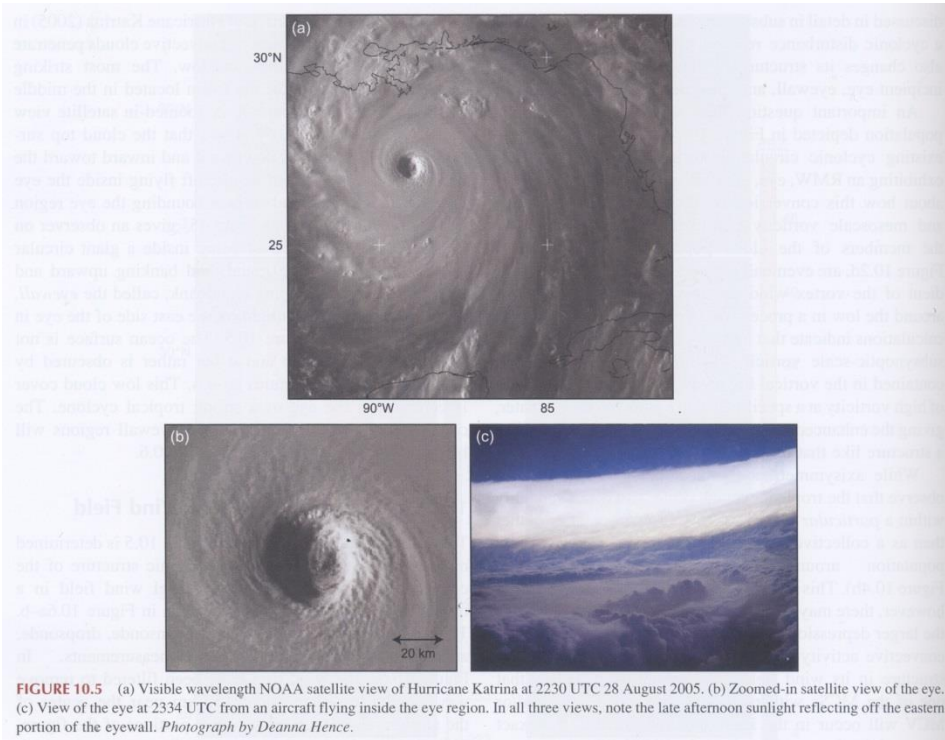 (a)
30°N
25
90°W 85
(b)
20 km
(c)
FIGURE 10.5 (a) Visible wavelength NOAA satellite view of Hurricane Katrina at 2230 UTC 28 August 2005. (b) Zoomed-in satellite view of the eye.
(c) View of the eye at 2334 UTC from an aircraft flying inside the eye region. In all three views, note the late afternoon sunlight reflecting off the eastern
portion of the eyewall. Photograph by Deanna Hence.